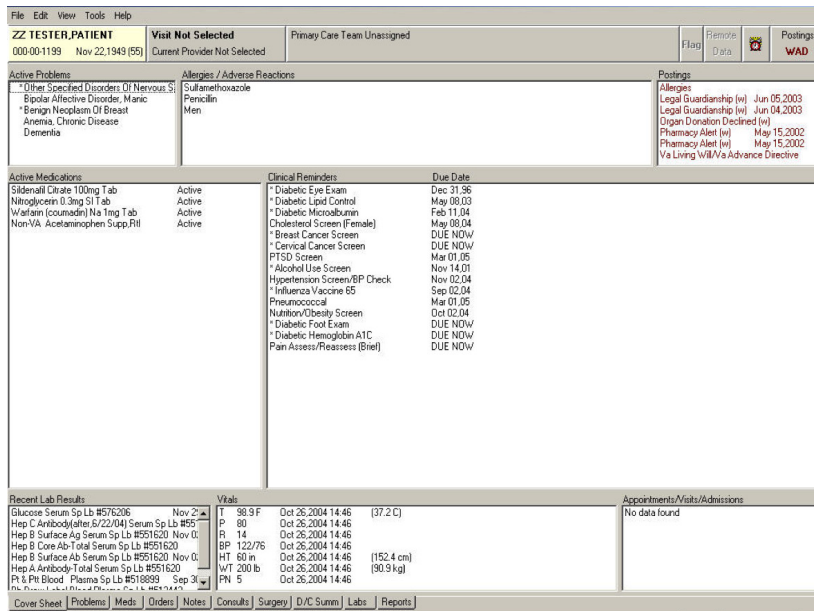 File Edit View Tools Help
ZZ TESTER,PATIENT Visit Not Selected Primary Care Team Unassigned Flag Remote Postings
000-00-1199 Nov 22,1949 (55) Current Provider Not Selected Data WAD
Active Problems Allergies / Adverse Reactions Postings
*Other Specified Disorders Of Nervous S
Bipolar Affective Disorder, Manic
*Benign Neoplasm Of Breast
Anemia, Chronic Disease
Dementia
Sulfamethoxazole
Penicillin
Men
Allergies
Legal Guardianship (w) Jun 05,2003
Legal Guardianship (w) Jun 04,2003
Organ Donation Declined (w)
Pharmacy Alert (w) May 15,2002
Pharmacy Alert (w) May 15,2002
Va Living Will/Va Advance Directive
Active Medications
Sildenafil Citrate 100mg Tab Active
Nitroglycerin 0.3mg Sl Tab Active
Warfarin (coumadin) Na 1mg Tab Active
Non-VA Acetaminophen Supp,Rtl Active
Clinical Reminders Due Date
*Diabetic Eye Exam Dec 31,96
*Diabetic Lipid Control May 08,03
*Diabetic Microalbumin Feb 11,04
Cholesterol Screen (Female) May 08,04
*Breast Cancer Screen DUE NOW
*Cervical Cancer Screen DUE NOW
PTSD Screen Mar 01,05
*Alcohol Use Screen Nov 14,01
Hypertension Screen/BP Check Nov 02,04
*Influenza Vaccine 65 Sep 02,04
Pneumococcal Mar 01,05
Nutrition/Obesity Screen Oct 02,04
*Diabetic Foot Exam DUE NOW
*Diabetic Hemoglobin A1C DUE NOW
Pain Assess/Reassess (Brief) DUE NOW
Recent Lab Results
Glucose Serum Sp Lb #576206 Nov
Hep C Antibody(after,6/22/04) Serum Sp Lb
Hep B Surface Ag Serum Sp Lb #551620 Nov
Hep B Core Ab-Total Serum Sp Lb #551620
Hep B Surface Ab Serum Sp Lb #551620 Nov
Hep A Antibody-Total Serum Sp Lb #551620
Pt & Ptt Blood Plasma Sp Lb #518899 Sep
Vitals
T 98.9 F Oct 26,2004 14:46 (37.2 C)
P 80 Oct 26,2004 14:46
R 14 Oct 26,2004 14:46
BP 122/76 Oct 26,2004 14:46
HT 60 in Oct 26,2004 14:46 (152.4 cm)
WT 200 lb Oct 26,2004 14:46 (90.9 kg)
PN 5 Oct 26,2004 14:46
Appointments/Visits/Admissions
No data found
Cover Sheet Problems Meds Orders Notes Consults Surgery D/C Summ Labs Reports